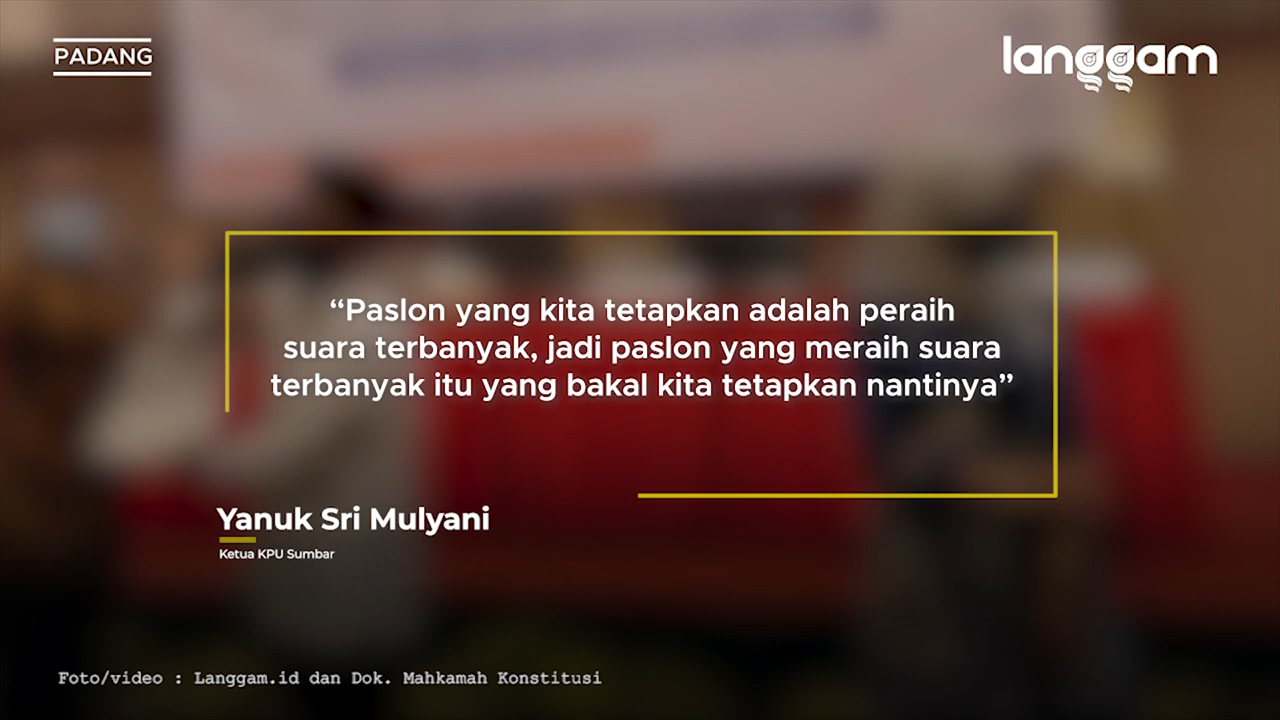 PADANG
langgam
“Paslon yang kita tetapkan adalah peraih
suara terbanyak, jadi paslon yang meraih suara
terbanyak itu yang bakal kita tetapkan nantinya”
Yanuk Sri Mulyani
Ketua KPU Sumbar
Foto/video : Langgam.id dan Dok. Mahkamah Konstitusi